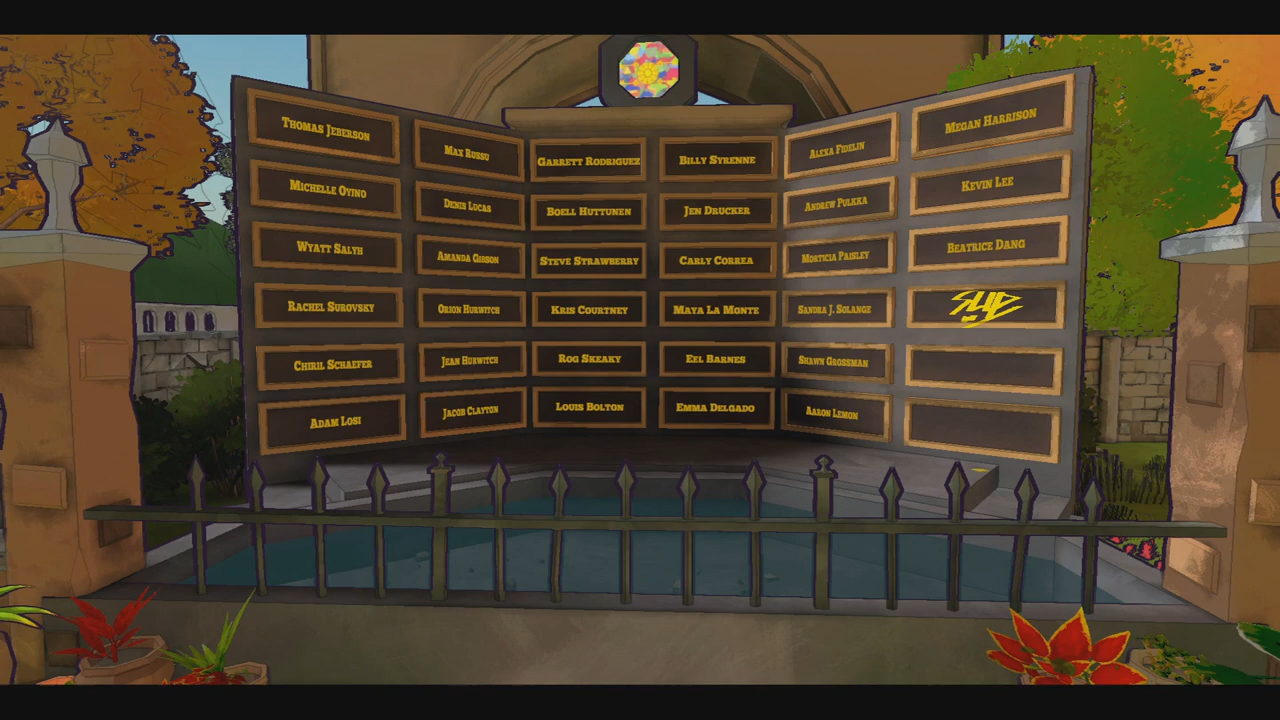 Thomas Jeberson
Michelle Oyino
Wyatt Salyh
Rachel Surovsky
Chiril Schaefer
Adam Losi
Max Russu
Denis Lucas
Amanda Gibson
Orion Hurwitch
Jean Hurwitch
Jacob Clayton
Garrett Rodriguez
Boell Huttunen
Steve Strawberry
Kris Courtney
Rog Skeaky
Louis Bolton
Billy Syrenne
Jen Drucker
Carly Correa
Maya La Monte
Eel Barnes
Emma Delgado
Alexa Fidelin
Andrew Pulkka
Morticia Paisley
Sandra J. Solange
Shawn Grossman
Aaron Lemon
Megan Harrison
Kevin Lee
Beatrice Dang